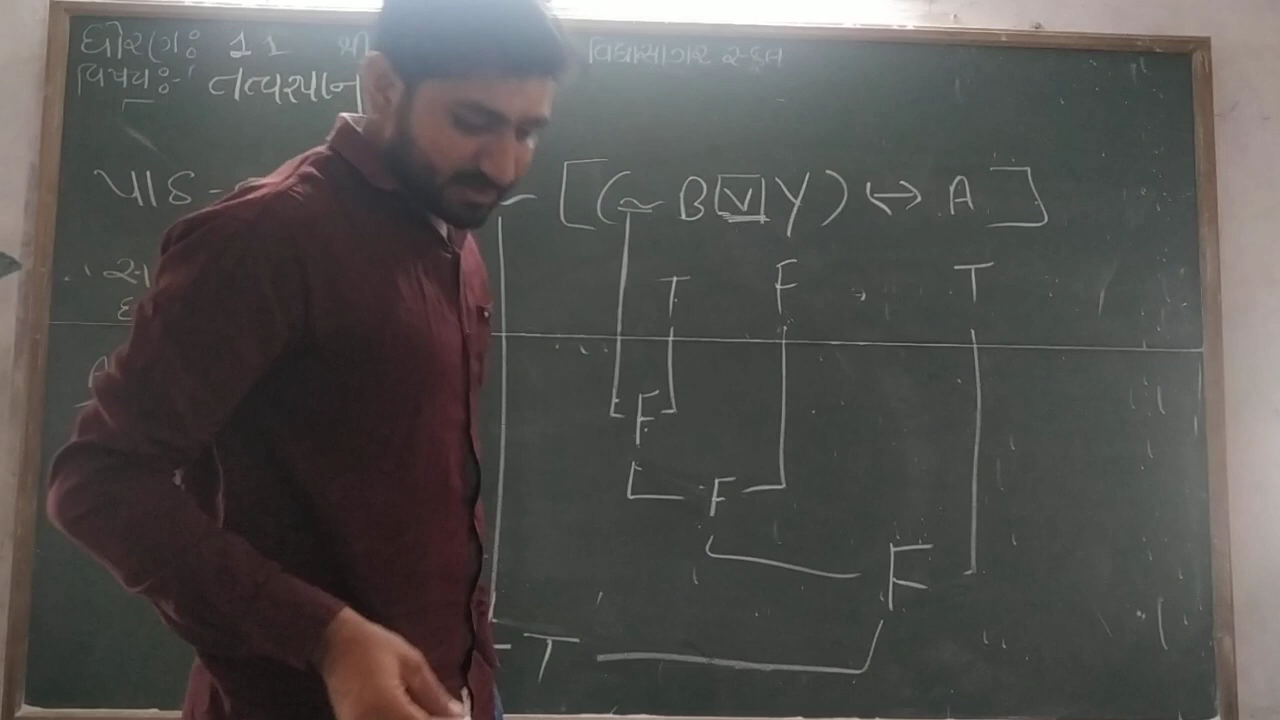 ધોરણ: 11 શ્રી વિદ્યાસાગર સ્કૂલ
વિષય:- તત્વજ્ઞાન
પાઠ-
~ [(~ B v Y) ↔ A]
T F T
F
F
F
T